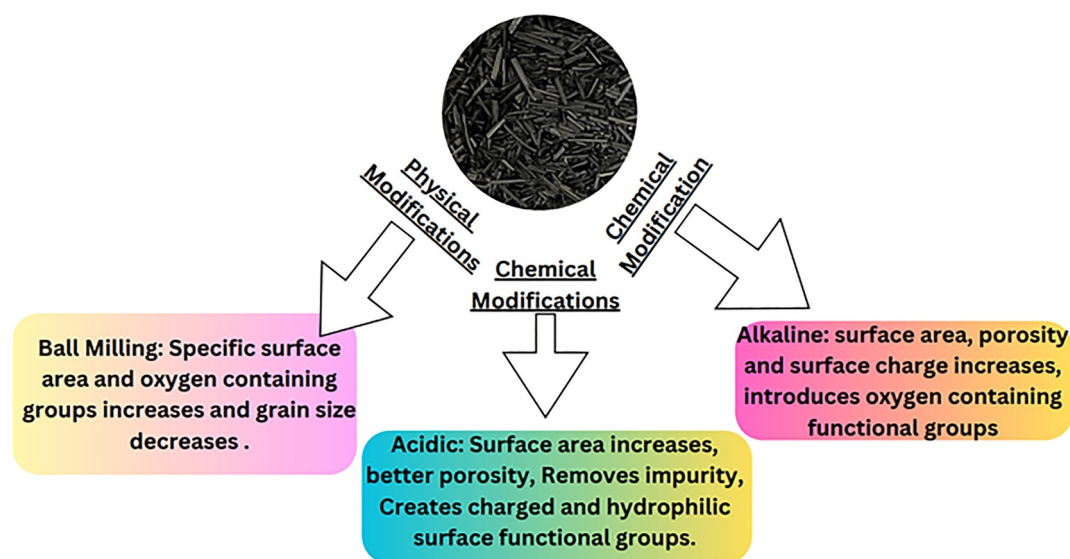 Physical
Modifications
Chemical
Modifications
Chemical
Modification
Ball Milling: Specific surface
area and oxygen containing
groups increases and grain size
decreases .
Acidic: Surface area increases,
better porosity, Removes impurity,
Creates charged and hydrophilic
surface functional groups.
Alkaline: surface area, porosity
and surface charge increases,
introduces oxygen containing
functional groups